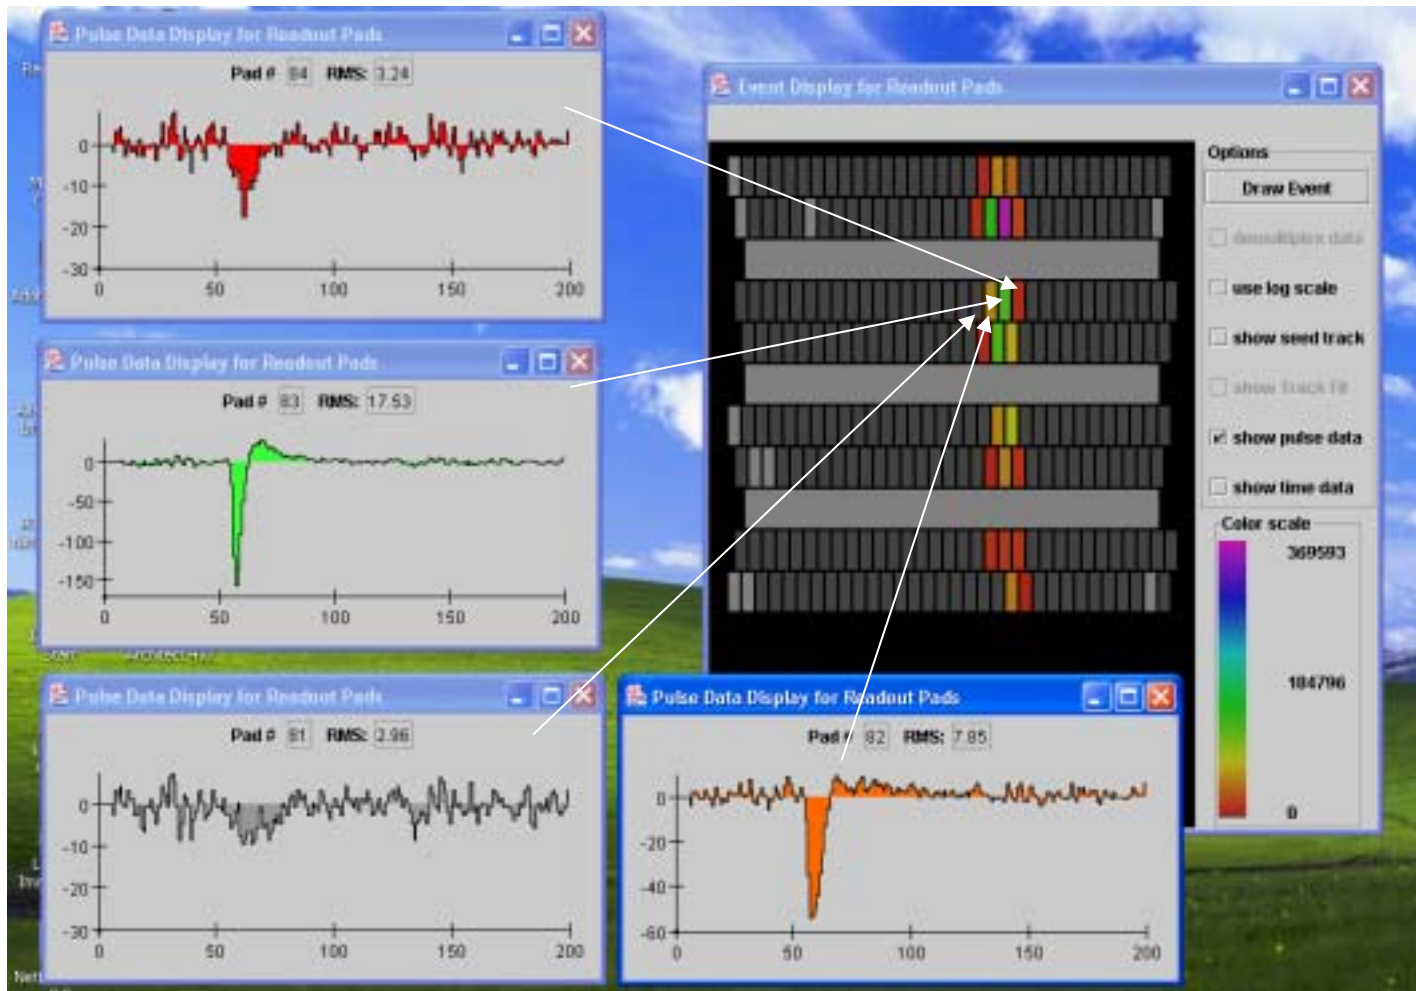 Pulse Data Display for Readout Pads
Pad # 84 RMS: 3.24
0
-10
-20
-30
0 50 100 150 200
Event Display for Readout Pads
Options
Draw Event
demultiplex data
use log scale
show seed track
show Track fit
show pulse data
show time data
Color scale
369593
184796
0
Pulse Data Display for Readout Pads
Pad # 83 RMS: 17.53
0
-50
-100
-150
0 50 100 150 200
Pulse Data Display for Readout Pads
Pad # 81 RMS: 2.96
0
-10
-20
-30
0 50 100 150 200
Pulse Data Display for Readout Pads
Pad # 82 RMS: 7.85
0
-20
-40
-60
0 50 100 150 200